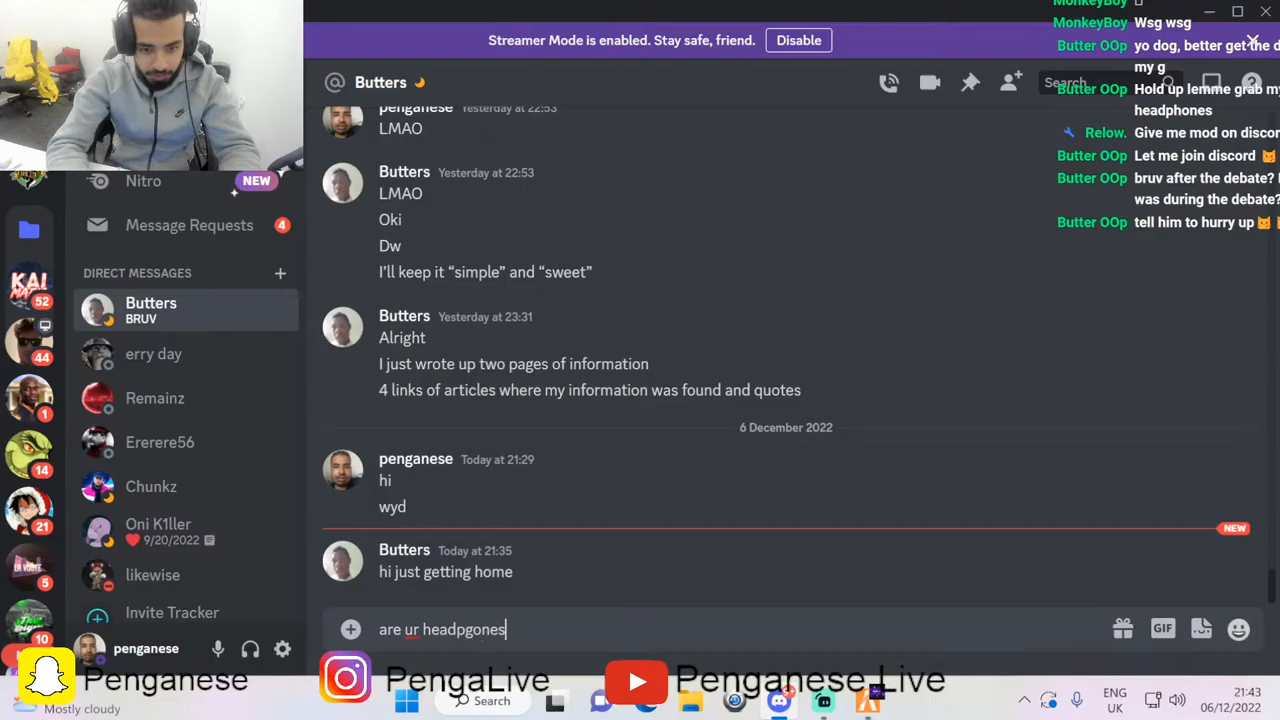 MonkeyBoy
MonkeyBoy Wsg wsg
Streamer Mode is enabled. Stay safe, friend. Disable
Butter OOp yo dog, better get the d
my g
Butters
Search
Butter OOp Hold up lemme grab my
headphones
penganese Yesterday at 22:53
LMAO
Relow. Give me mod on discor
Butter OOp Let me join discord
Butter OOp bruv after the debate?
was during the debate?
Butter OOp tell him to hurry up
Butters Yesterday at 22:53
LMAO
Oki
Dw
I'll keep it “simple” and “sweet”
Nitro NEW
Message Requests 4
DIRECT MESSAGES +
Butters
BRUV
erry day
Remainz
Ererere56
Chunkz
Oni K1ller
9/20/2022
likewise
Invite Tracker
KAI
52
44
1
14
21
5
10
Butters Yesterday at 23:31
Alright
I just wrote up two pages of information
4 links of articles where my information was found and quotes
6 December 2022
penganese Today at 21:29
hi
wyd
NEW
Butters Today at 21:35
hi just getting home
are ur headpgones
GIF
penganese
Penganese
PengaLive
Penganese_Live
Mostly cloudy
Search
ENG
UK
21:43
06/12/2022